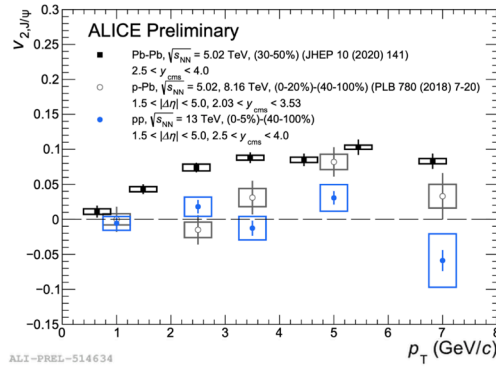 ALICE Preliminary
Pb-Pb, √sNN = 5.02 TeV, (30-50%) (JHEP 10 (2020) 141)
2.5 < ycms < 4.0
p-Pb, √sNN = 5.02, 8.16 TeV, (0-20%)-(40-100%) (PLB 780 (2018) 7-20)
1.5 < |Δη| < 5.0, 2.03 < ycms < 3.53
pp, √sNN = 13 TeV, (0-5%)-(40-100%)
1.5 < |Δη| < 5.0, 2.5 < ycms < 4.0
v2,J/ψ
0.3
0.25
0.2
0.15
0.1
0.05
0
−0.05
−0.1
−0.15
0 1 2 3 4 5 6 7 8
pT (GeV/c)
ALI-PREL-514634